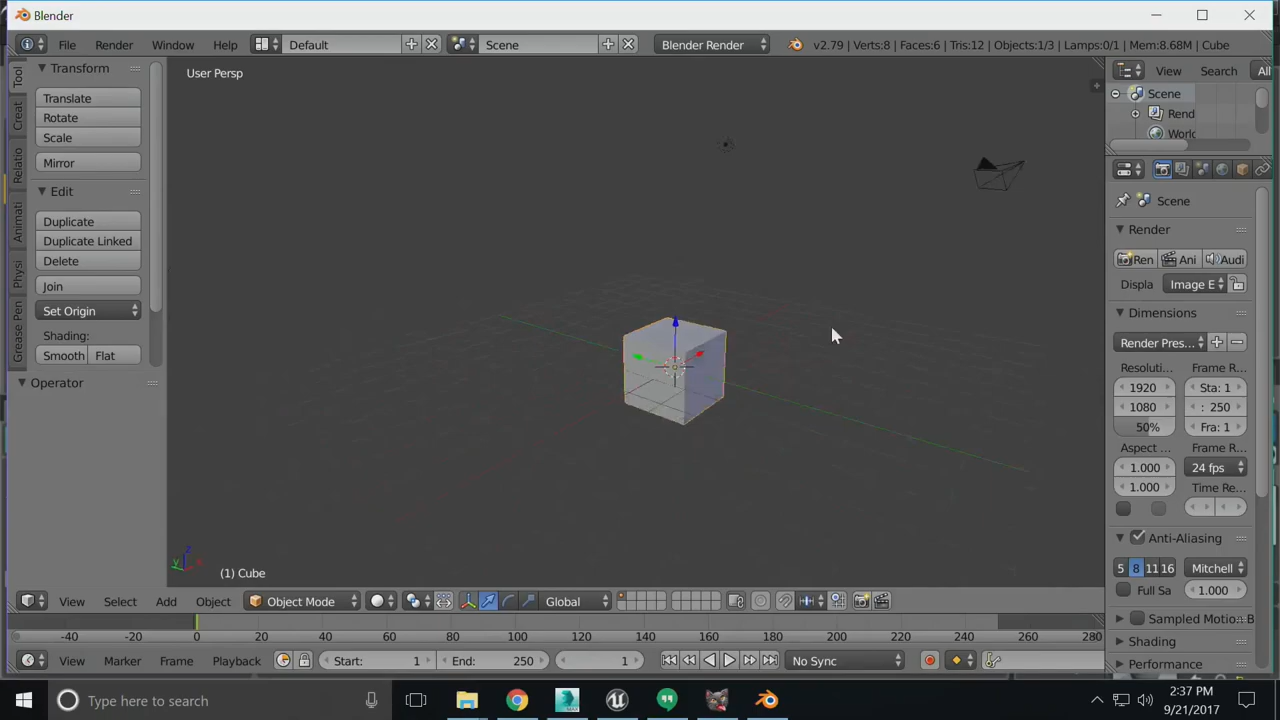 Blender
File Render Window Help Default Scene Blender Render v2.79 | Verts:8 | Faces:6 | Tris:12 | Objects:1/3 | Lamps:0/1 | Mem:8.68M | Cube
Tool
Creat
Relatio
Animati
Physi
Grease Pen
Transform
Translate
Rotate
Scale
Mirror
Edit
Duplicate
Duplicate Linked
Delete
Join
Set Origin
Shading:
Smooth Flat
Operator
User Persp
(1) Cube
View Search All
Scene
Rend
World
Scene
Render
Ren Ani Audi
Displa Image E
Dimensions
Render Pres...
Resoluti... Frame R...
1920 Sta: 1
1080 : 250
50% Fra: 1
Aspect ... Frame R...
1.000 24 fps
1.000 Time Re...
Anti-Aliasing
5 8 11 16 Mitchell
Full Sa 1.000
Sampled Motion B
Shading
Performance
View Select Add Object Object Mode Global
-40 -20 0 20 40 60 80 100 120 140 160 180 200 220 240 260 280
View Marker Frame Playback Start: 1 End: 250 1 No Sync
Type here to search
2:37 PM
9/21/2017